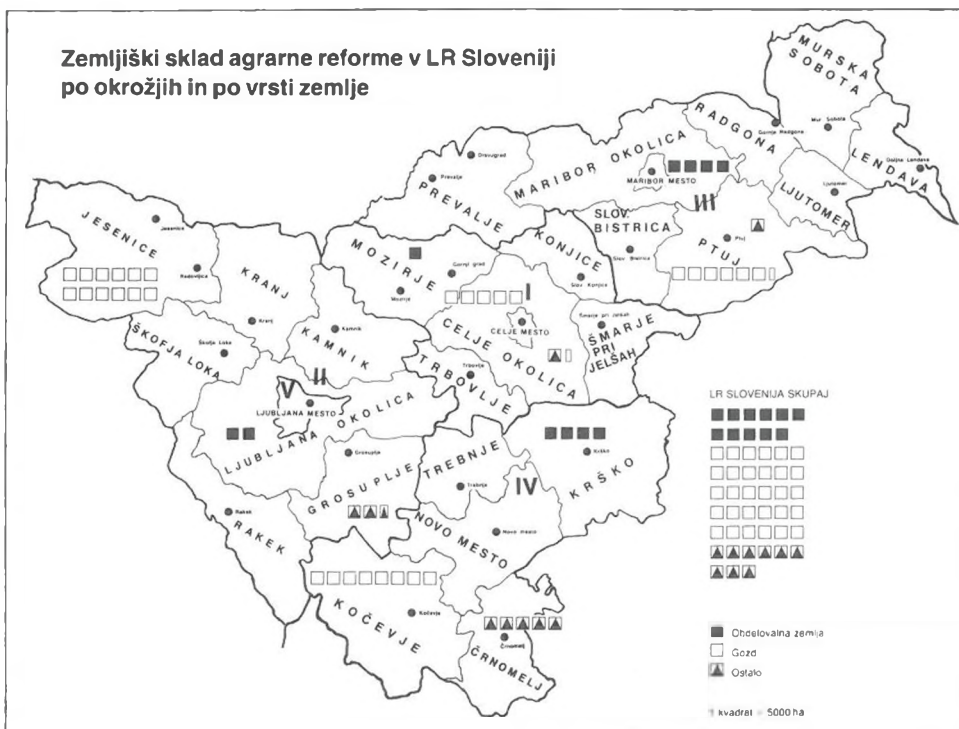 Zemljiški sklad agrarne reforme v LR Sloveniji
po okrožjih in po vrsti zemlje
MURSKA
SOBOTA
RADGONA
Gornja Radgona
Mur Sobota
LENDAVA
Dolnja Lendava
MARIBOR OKOLICA
MARIBOR MESTO
LJUTOMER
Ljutomer
Dravograd
Prevalje
PREVALJE
III
SLOV.
BISTRICA
Slov Bistrica
PTUJ
Ptuj
JESENICE
Jesenice
Radovljica
MOZIRJE
Gornji grad
Mozirje
KONJICE
Slov Konjice
KRANJ
Kranj
I
CELJE MESTO
CELJE OKOLICA
Šmarje pri Jelšah
ŠMARJE
PRI
JELŠAH
ŠKOFJA LOKA
Škofja Loka
KAMNIK
Kamnik
II
Trbovlje
TRBOVLJE
V
LJUBLJANA MESTO
LJUBLJANA OKOLICA
LR SLOVENIJA SKUPAJ
Grosuplje
GROSUPLJE
TREBNJE
Trebnje
IV
Krško
KRŠKO
Rakek
RAKEK
NOVO MESTO
Novo mesto
KOČEVJE
Kočevje
Črnomelj
ČRNOMELJ
Obdelovalna zemlja
Gozd
Ostalo
1 kvadrat = 5000 ha